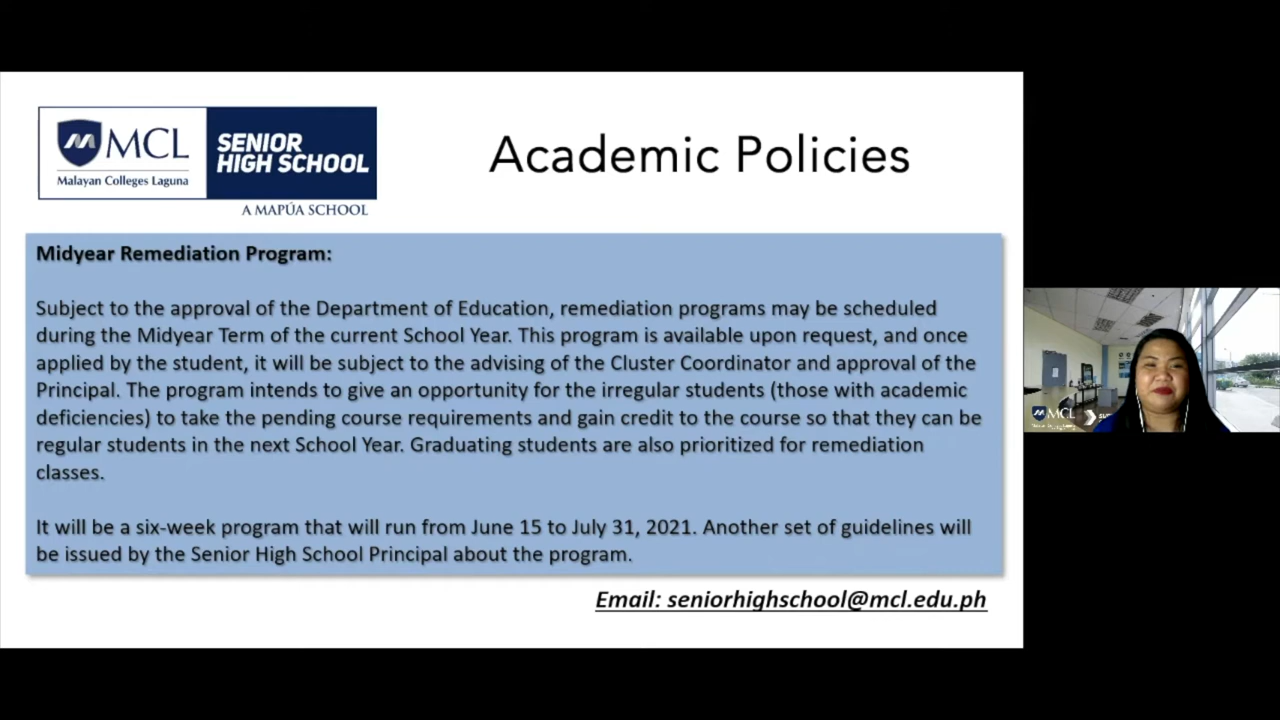 MCL
Malayan Colleges Laguna
SENIOR
HIGH SCHOOL
A MAPÚA SCHOOL
Academic Policies
Midyear Remediation Program:
Subject to the approval of the Department of Education, remediation programs may be scheduled
during the Midyear Term of the current School Year. This program is available upon request, and once
applied by the student, it will be subject to the advising of the Cluster Coordinator and approval of the
Principal. The program intends to give an opportunity for the irregular students (those with academic
deficiencies) to take the pending course requirements and gain credit to the course so that they can be
regular students in the next School Year. Graduating students are also prioritized for remediation
classes.
It will be a six-week program that will run from June 15 to July 31, 2021. Another set of guidelines will
be issued by the Senior High School Principal about the program.
Email: seniorhighschool@mcl.edu.ph
MCL